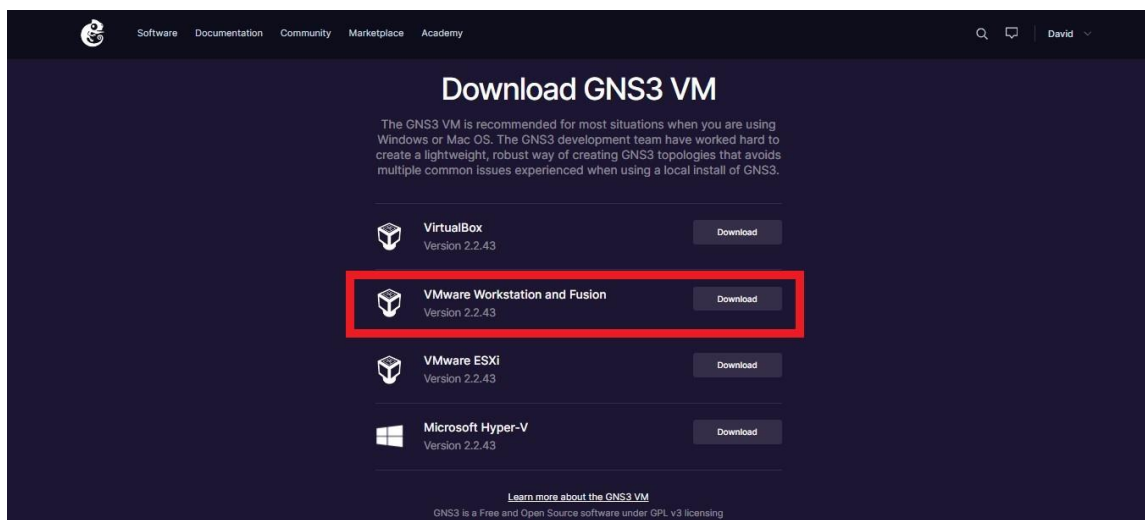 Software Documentation Community Marketplace Academy David
Download GNS3 VM
The GNS3 VM is recommended for most situations when you are using
Windows or Mac OS. The GNS3 development team have worked hard to
create a lightweight, robust way of creating GNS3 topologies that avoids
multiple common issues experienced when using a local install of GNS3.
VirtualBox
Version 2.2.43
Download
VMware Workstation and Fusion
Version 2.2.43
Download
VMware ESXi
Version 2.2.43
Download
Microsoft Hyper-V
Version 2.2.43
Download
Learn more about the GNS3 VM
GNS3 is a Free and Open Source software under GPL v3 licensing